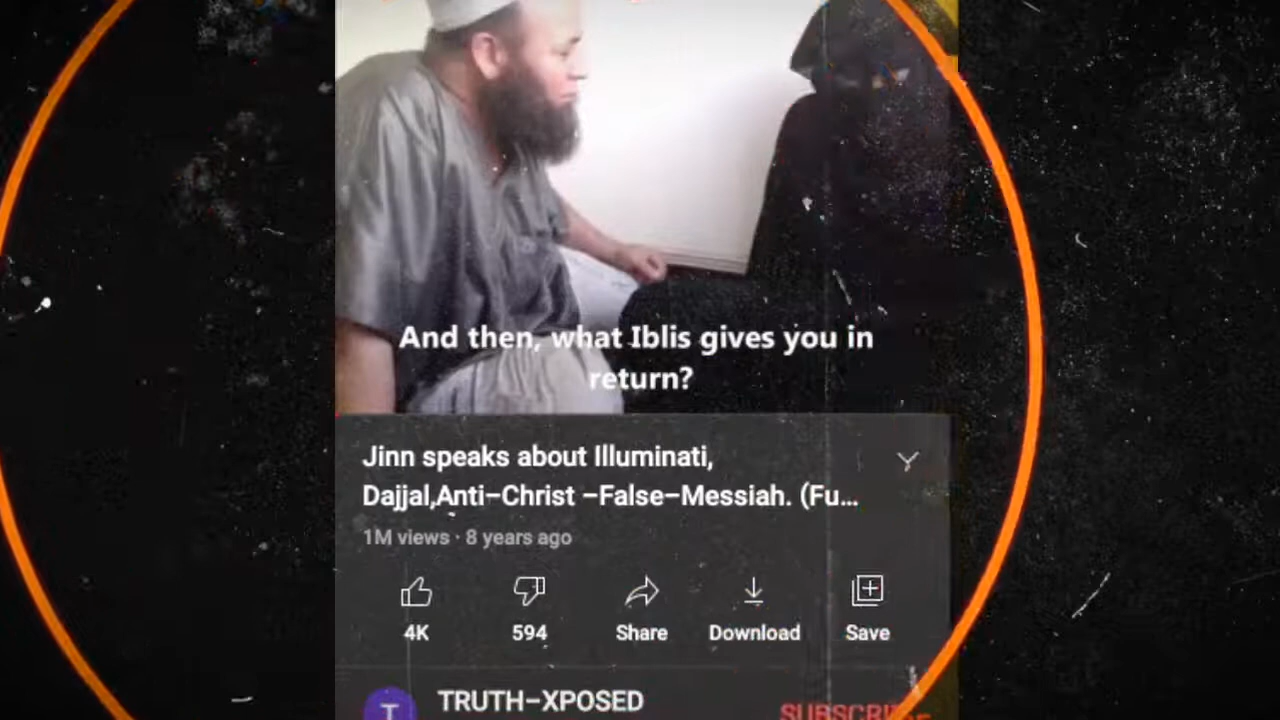 And then, what Iblis gives you in
return?
Jinn speaks about Illuminati,
Dajjal,Anti-Christ -False-Messiah. (Fu...
1M views · 8 years ago
4K
594
Share
Download
Save
T
TRUTH-XPOSED
SUBSCRIBE